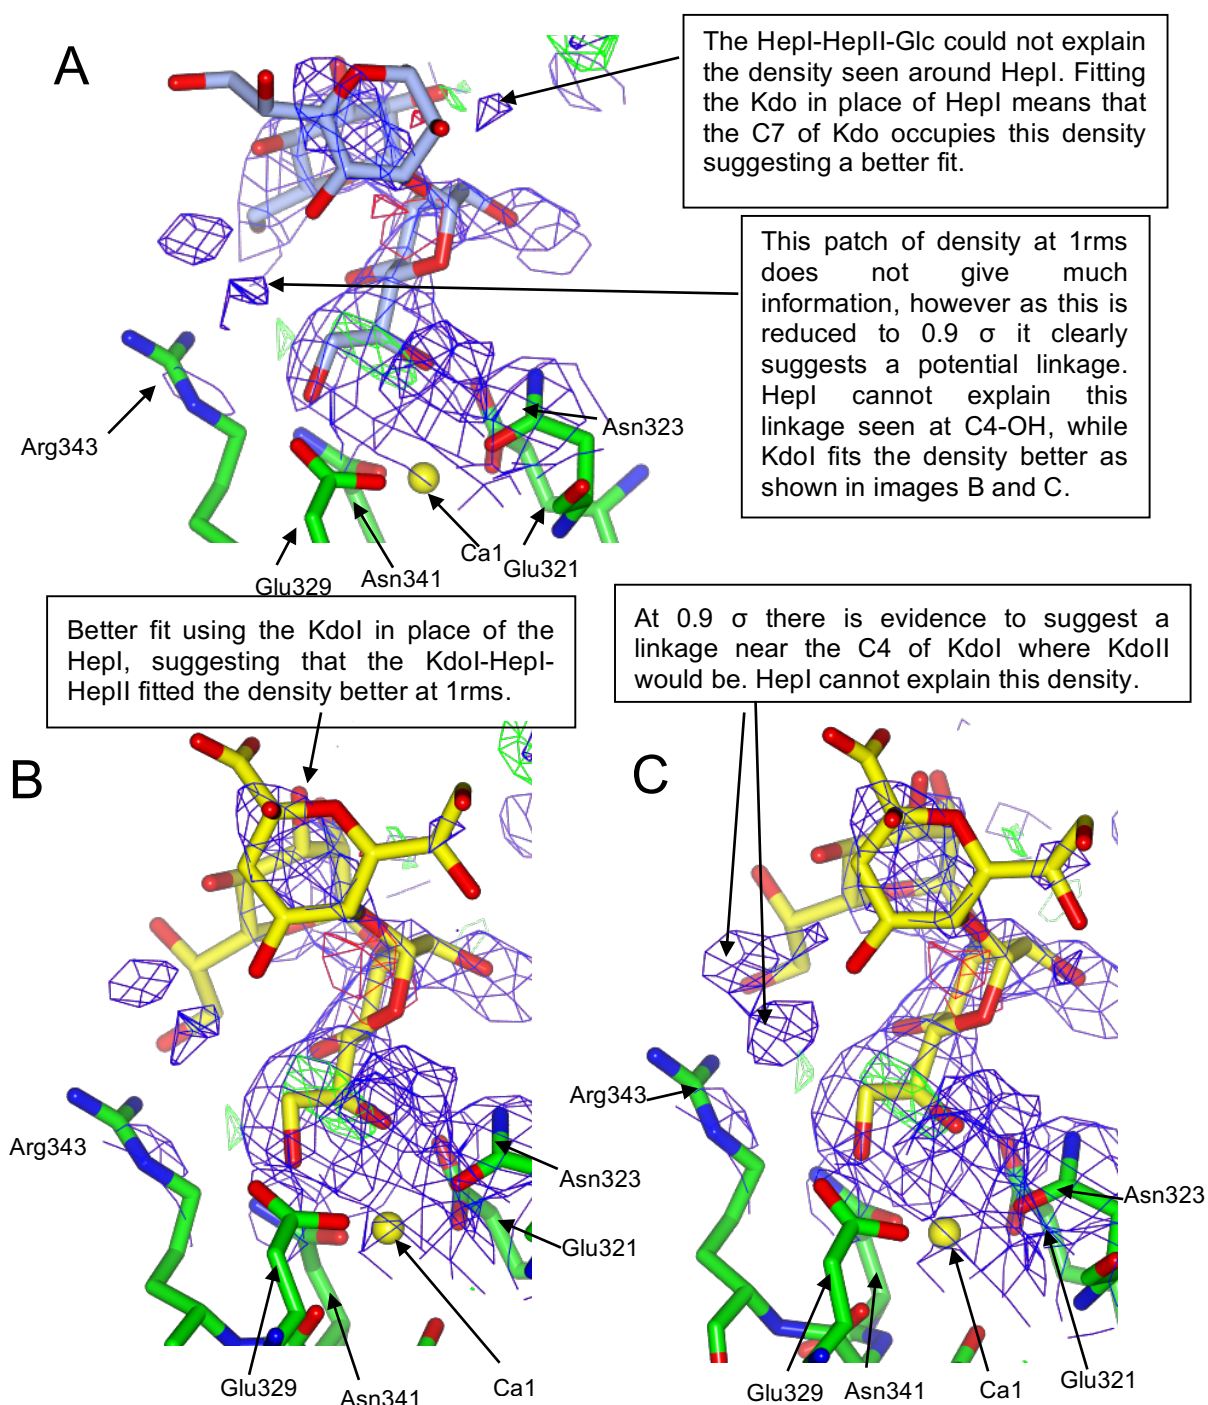 A
The HepI-HepII-Glc could not explain
the density seen around HepI. Fitting
the Kdo in place of HepI means that
the C7 of Kdo occupies this density
suggesting a better fit.
This patch of density at 1rms
does not give much
information, however as this is
reduced to 0.9 σ it clearly
suggests a potential linkage.
HepI cannot explain this
linkage seen at C4-OH, while
KdoI fits the density better as
shown in images B and C.
Arg343
Asn323
Ca1
Glu321
Glu329
Asn341
Better fit using the KdoI in place of the
HepI, suggesting that the KdoI-HepI-
HepII fitted the density better at 1rms.
At 0.9 σ there is evidence to suggest a
linkage near the C4 of KdoI where KdoII
would be. HepI cannot explain this density.
B
Arg343
Asn323
Glu321
Glu329
Asn341
Ca1
C
Arg343
Asn323
Glu329
Asn341
Ca1
Glu321